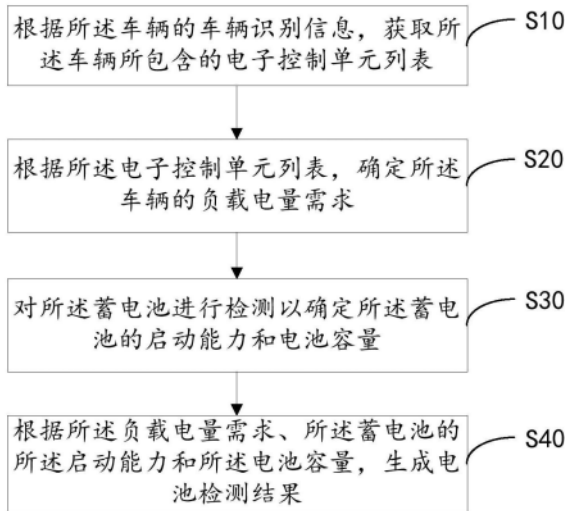 根据所述车辆的车辆识别信息，获取所
述车辆所包含的电子控制单元列表
S10
根据所述电子控制单元列表，确定所述
车辆的负载电量需求
S20
对所述蓄电池进行检测以确定所述蓄电
池的启动能力和电池容量
S30
根据所述负载电量需求、所述蓄电池的
所述启动能力和所述电池容量，生成电
池检测结果
S40